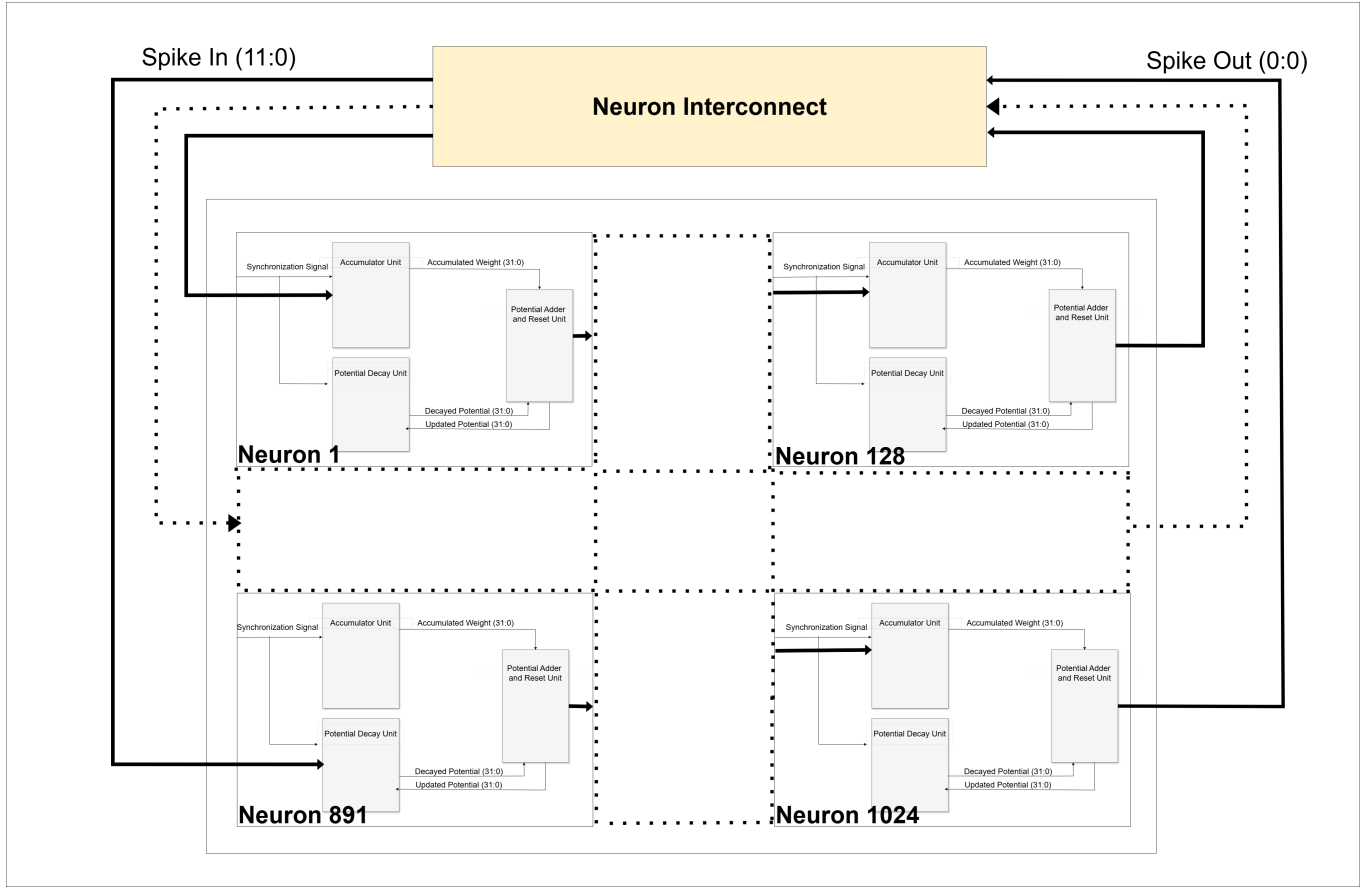 Spike In (11:0)
Spike Out (0:0)
Neuron Interconnect
Synchronization Signal
Accumulator Unit
Accumulated Weight (31:0)
Potential Adder
and Reset Unit
Potential Decay Unit
Decayed Potential (31:0)
Updated Potential (31:0)
Neuron 1
Synchronization Signal
Accumulator Unit
Accumulated Weight (31:0)
Potential Adder
and Reset Unit
Potential Decay Unit
Decayed Potential (31:0)
Updated Potential (31:0)
Neuron 128
Synchronization Signal
Accumulator Unit
Accumulated Weight (31:0)
Potential Adder
and Reset Unit
Potential Decay Unit
Decayed Potential (31:0)
Updated Potential (31:0)
Neuron 891
Synchronization Signal
Accumulator Unit
Accumulated Weight (31:0)
Potential Adder
and Reset Unit
Potential Decay Unit
Decayed Potential (31:0)
Updated Potential (31:0)
Neuron 1024